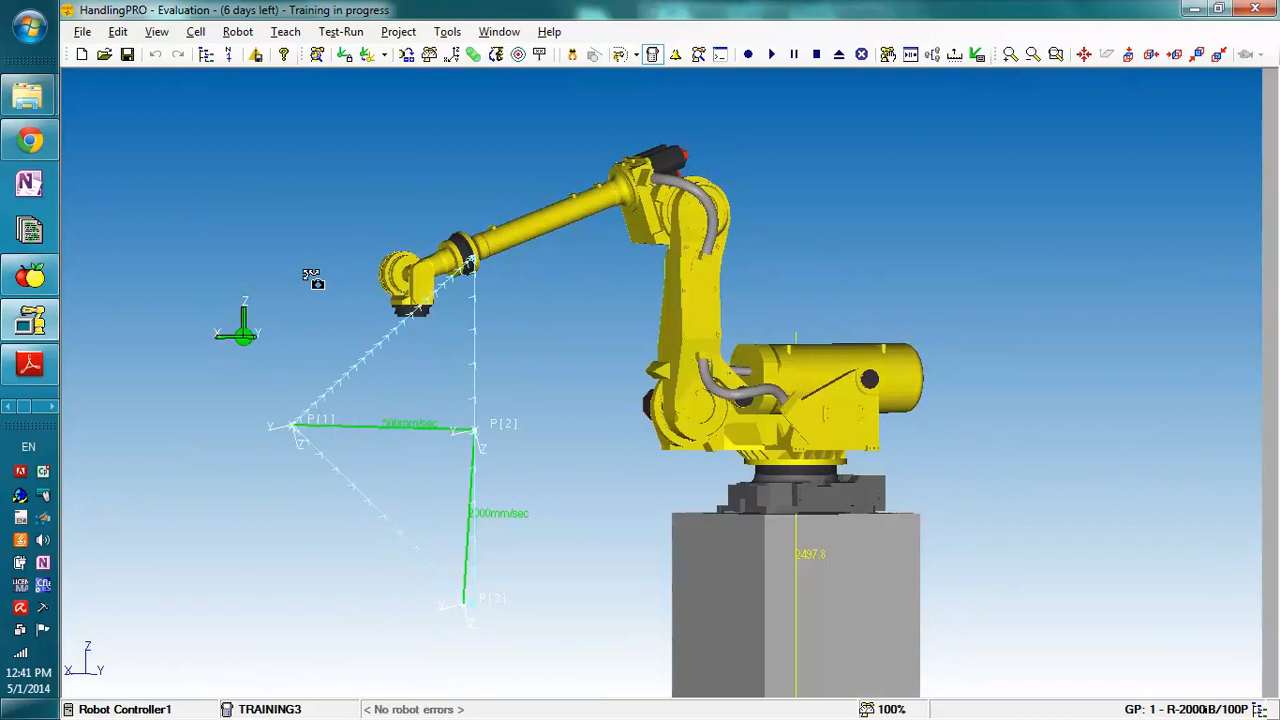 HandlingPRO - Evaluation - (6 days left) - Training in progress
File Edit View Cell Robot Teach Test-Run Project Tools Window Help
Z
X Y
P[1]
500mm/sec
P[2]
Y
Z
Y
Z
2000mm/sec
2497.8
P[2]
Y
Z
Z
X Y
EN
12:41 PM
5/1/2014
Robot Controller1
TRAINING3
< No robot errors >
100%
GP: 1 - R-2000iB/100P